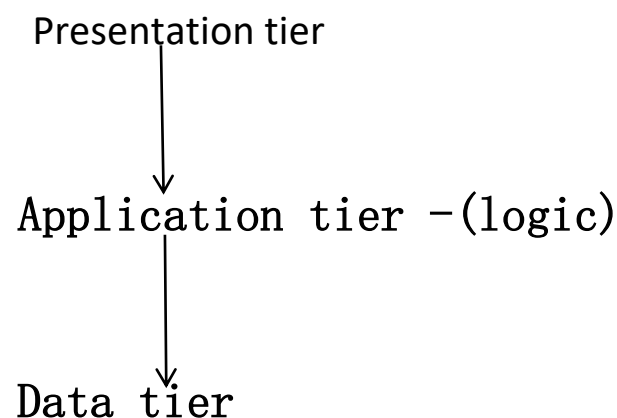 Presentation tier
Application tier -(logic)
Data tier